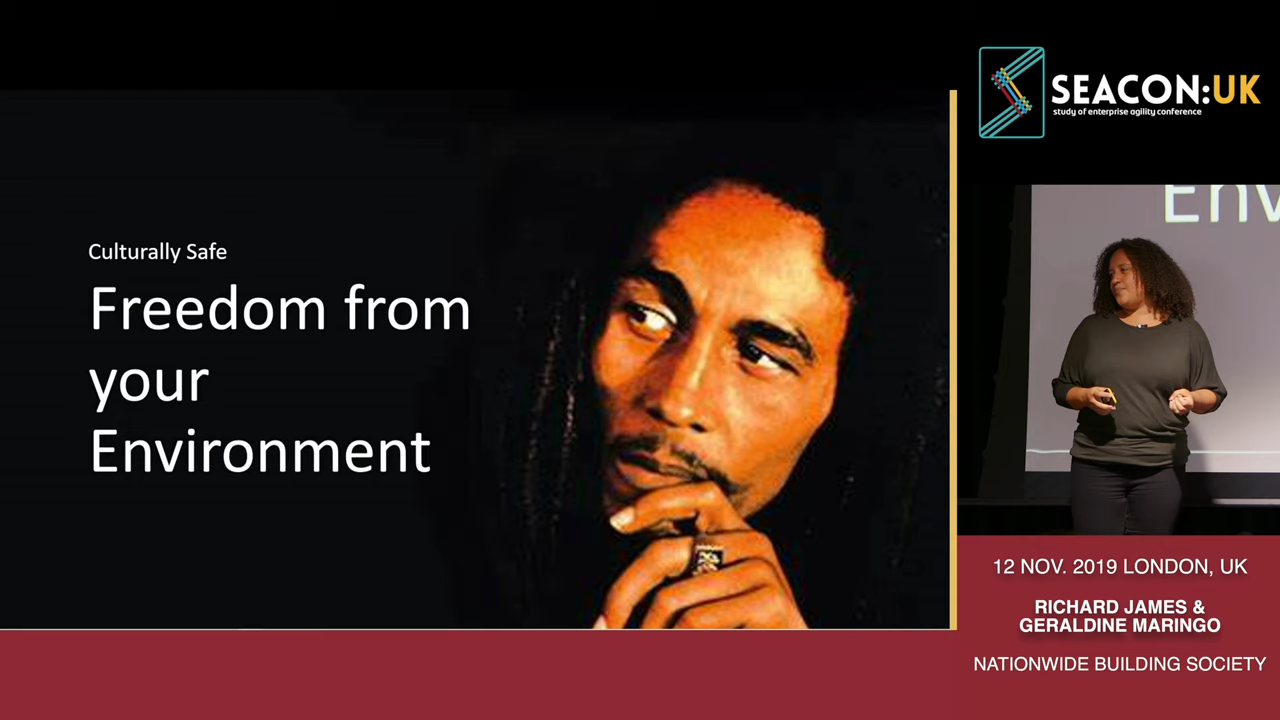 Culturally Safe
Freedom from
your
Environment
SEACON:UK
study of enterprise agility conference
Env
12 NOV. 2019 LONDON, UK
RICHARD JAMES &
GERALDINE MARINGO
NATIONWIDE BUILDING SOCIETY